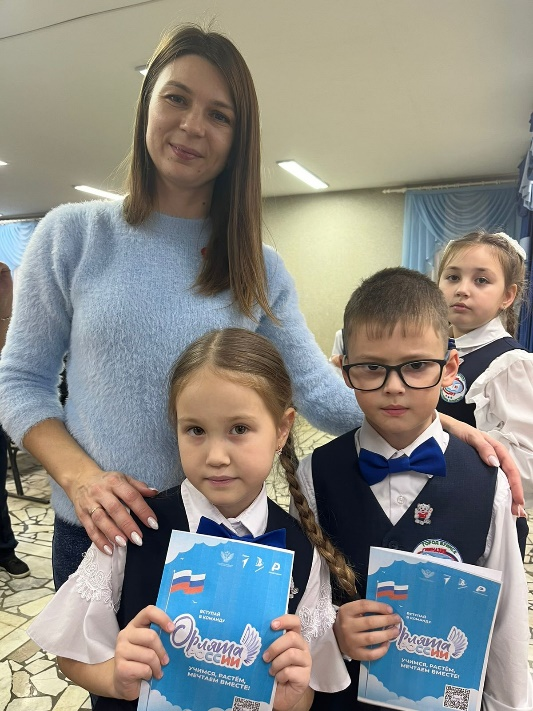 ВСТУПАЙ
В КОМАНДУ
Орлята
РОССИИ
УЧИМСЯ, РАСТЁМ,
МЕЧТАЕМ ВМЕСТЕ!
ВСТУПАЙ
В КОМАНДУ
Орлята
РОССИИ
УЧИМСЯ, РАСТЁМ,
МЕЧТАЕМ ВМЕСТЕ!